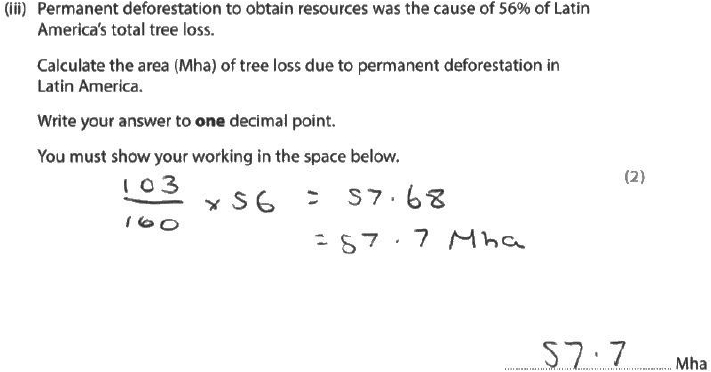 (iii) Permanent deforestation to obtain resources was the cause of 56% of Latin
America's total tree loss.
Calculate the area (Mha) of tree loss due to permanent deforestation in
Latin America.
Write your answer to one decimal point.
You must show your working in the space below.
(2)
103
100
× 56 = 57.68
= 57.7 Mha
57.7 Mha